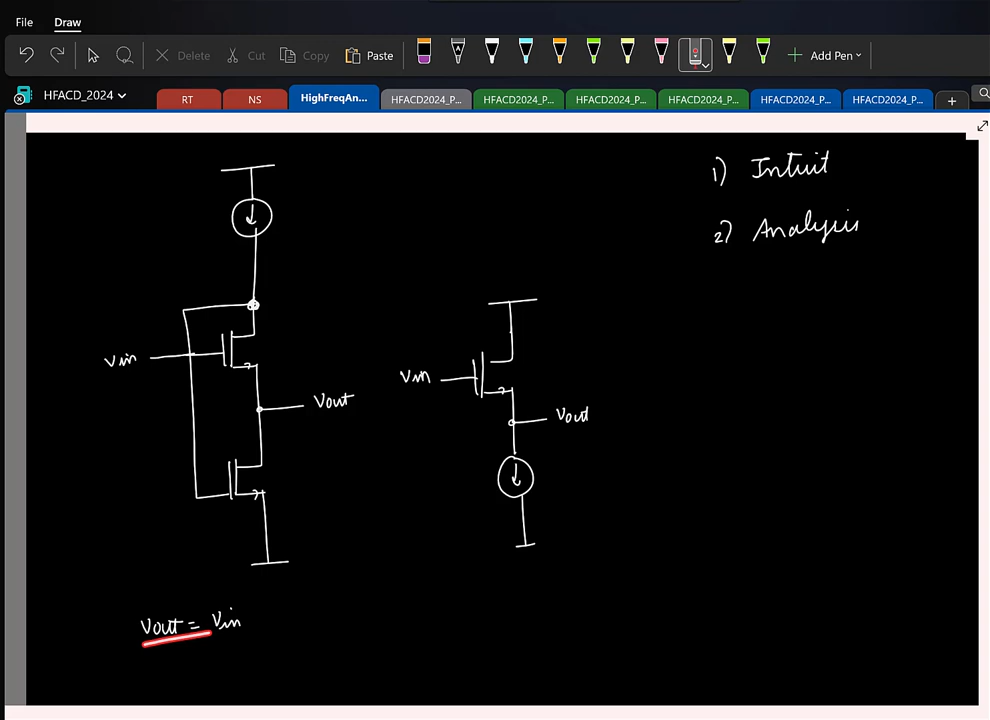 File Draw
Delete Cut Copy Paste Add Pen
HFACD_2024 RT NS HighFreqAn... HFACD2024_P... HFACD2024_P... HFACD2024_P... HFACD2024_P... HFACD2024_P... HFACD2024_P...
1) Intuit
2) Analysis
Vin
Vout
Vin
Vout
Vout = Vin